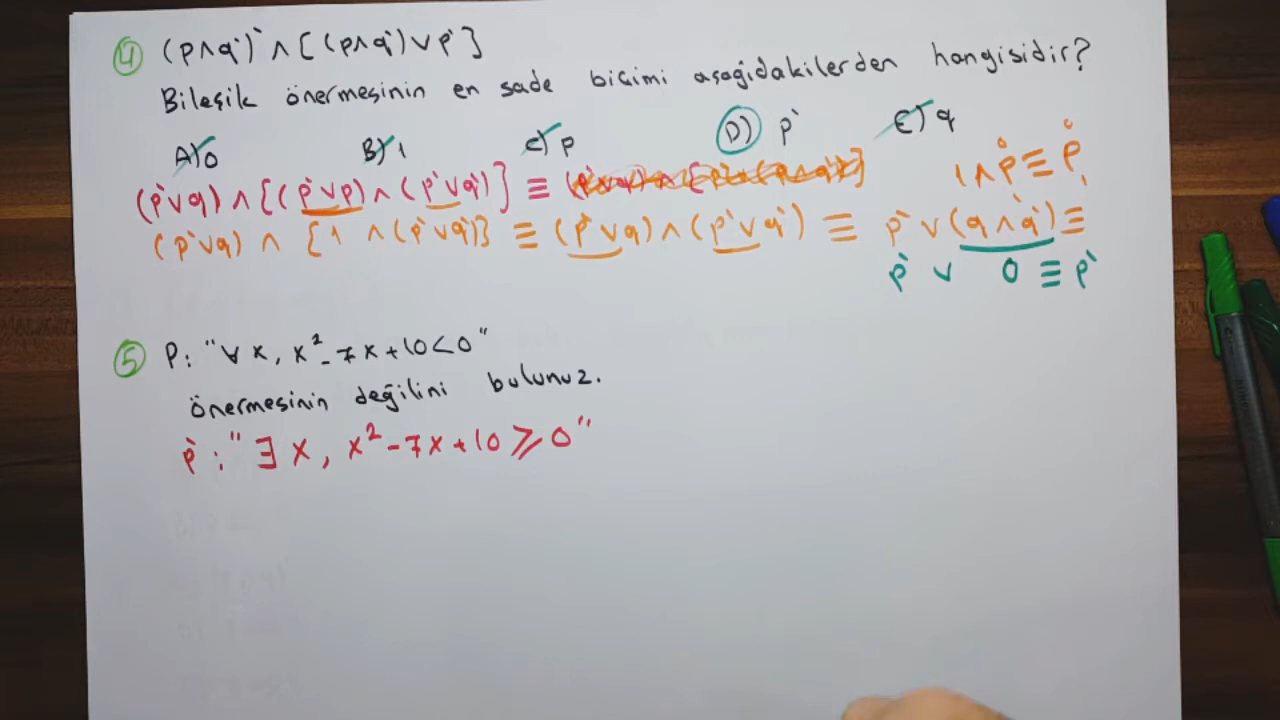 ④ (p∧q')' ∧ [(p∧q')∨p']
Bileşik önermesinin en sade biçimi aşağıdakilerden hangisidir?
A) 0 B) 1 C) p D) p' E) q
(p'∨q) ∧ [(p'∨p) ∧ (p'∨q')] ≡
1∧p ≡ p
(p'∨q) ∧ [1 ∧ (p'∨q')] ≡ (p'∨q) ∧ (p'∨q') ≡ p' ∨ (q∧q') ≡
p' ∨ 0 ≡ p'
⑤ P: "∀x, x²-7x+10<0"
önermesinin değilini bulunuz.
p': "∃x, x²-7x+10≥0"